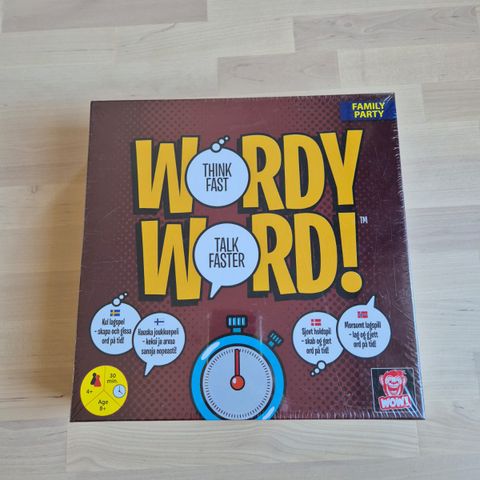 FAMILY
PARTY
WORDY
THINK
FAST
WORD!™
TALK
FASTER
Kul lagspel
- skapa och gissa
ord på tid!
Hauska joukkuepeli
- keksi ja arvaa
sanoja nopeasti!
Sjovt holdspil
- skab og gæt
ord på tid!
Morsomt lagspill
- lag og gjett
ord på tid!
4+
30
min.
Age
8+
WOW!